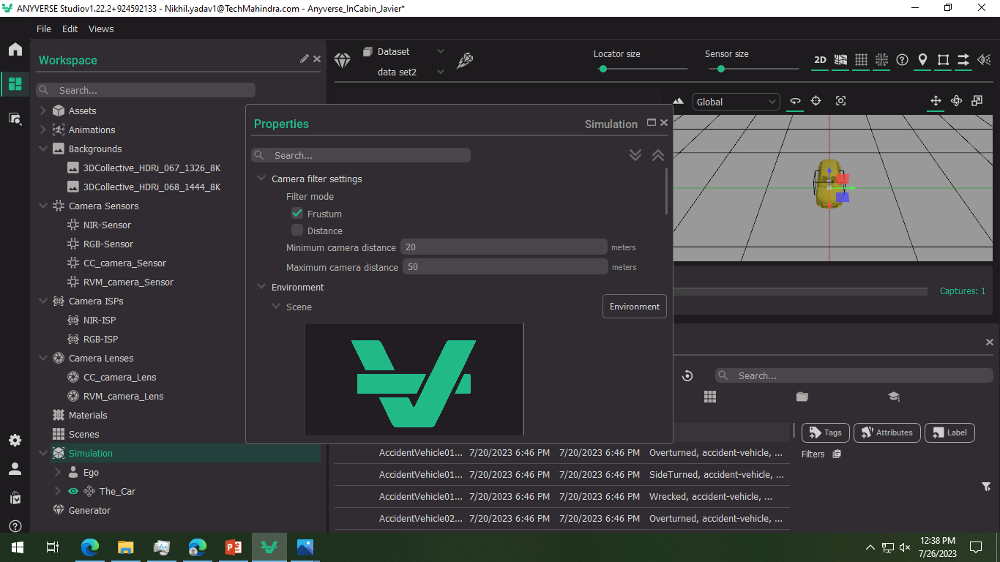 ANYVERSE Studiov1.22.2+924592133 - Nikhil.yadav1@TechMahindra.com - Anyverse_InCabin_Javier*
File Edit Views
Workspace
Search...
Assets
Animations
Backgrounds
3DCollective_HDRi_067_1326_8K
3DCollective_HDRi_068_1444_8K
Camera Sensors
NIR-Sensor
RGB-Sensor
CC_camera_Sensor
RVM_camera_Sensor
Camera ISPs
NIR-ISP
RGB-ISP
Camera Lenses
CC_camera_Lens
RVM_camera_Lens
Materials
Scenes
Simulation
Ego
The_Car
Generator
Dataset
data set2
Locator size
Sensor size
2D
Global
Properties
Simulation
Search...
Camera filter settings
Filter mode
Frustum
Distance
Minimum camera distance 20 meters
Maximum camera distance 50 meters
Environment
Scene
Environment
Captures: 1
Search...
Tags Attributes Label
Filters
AccidentVehicle01... 7/20/2023 6:46 PM 7/20/2023 6:46 PM Overturned, accident-vehicle, ...
AccidentVehicle01... 7/20/2023 6:46 PM 7/20/2023 6:46 PM SideTurned, accident-vehicle, ...
AccidentVehicle01... 7/20/2023 6:46 PM 7/20/2023 6:46 PM Wrecked, accident-vehicle, ...
AccidentVehicle02... 7/20/2023 6:46 PM 7/20/2023 6:46 PM Overturned, accident-vehicle, ...
12:38 PM
7/26/2023